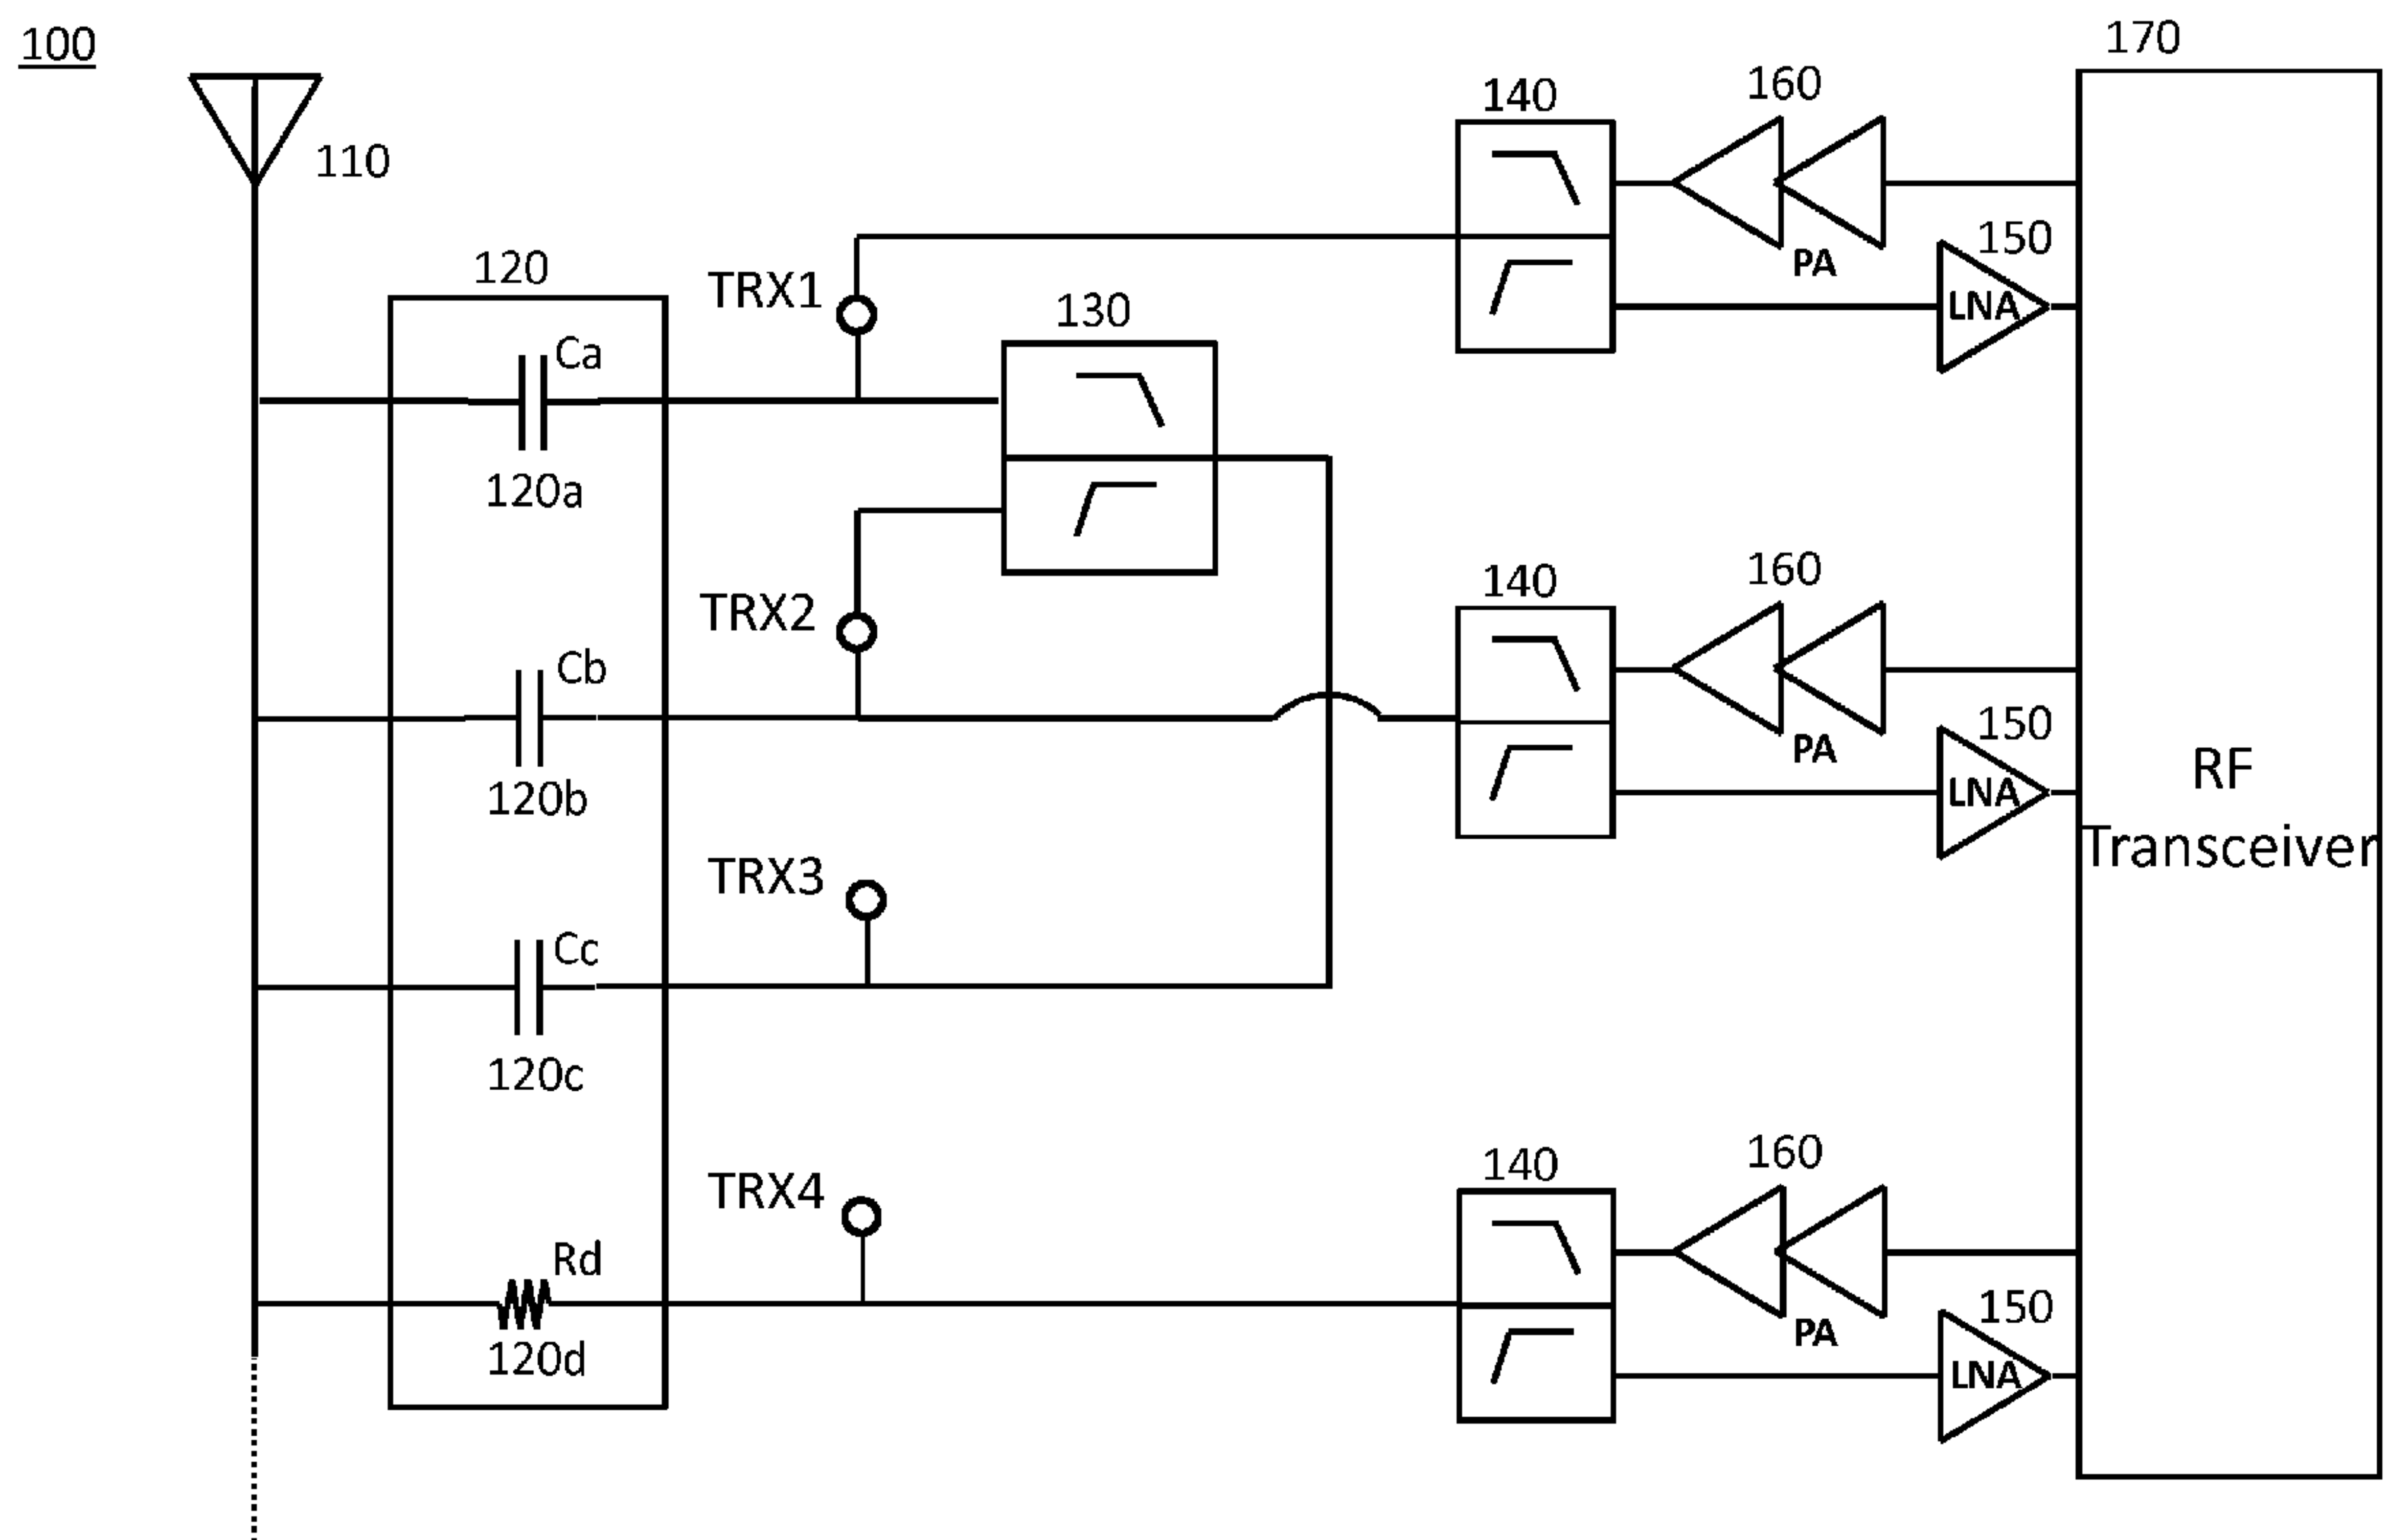 100
110
120
Ca
120a
Cb
120b
Cc
120c
Rd
120d
TRX1
TRX2
TRX3
TRX4
130
140
160
PA
150
LNA
140
160
PA
150
LNA
140
160
PA
150
LNA
170
RF
Transceiver